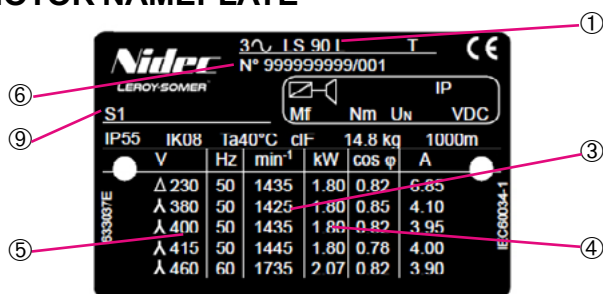 MOTOR NAMEPLATE
①
Nidec
LEROY-SOMER
3∿ LS 90 L T CE
N° 999999999/001
⑥
IP
Mf Nm UN VDC
⑨
S1
IP55 IK08 Ta40°C clF 14.8 kg 1000m
V Hz min-1 kW cos φ A
③
Δ 230 50 1435 1.80 0.82 6.85
⅄ 380 50 1425 1.80 0.85 4.10
⅄ 400 50 1435 1.80 0.82 3.95
⑤
④
⅄ 415 50 1445 1.80 0.78 4.00
⅄ 460 60 1735 2.07 0.82 3.90
633037E
IEC60034-1